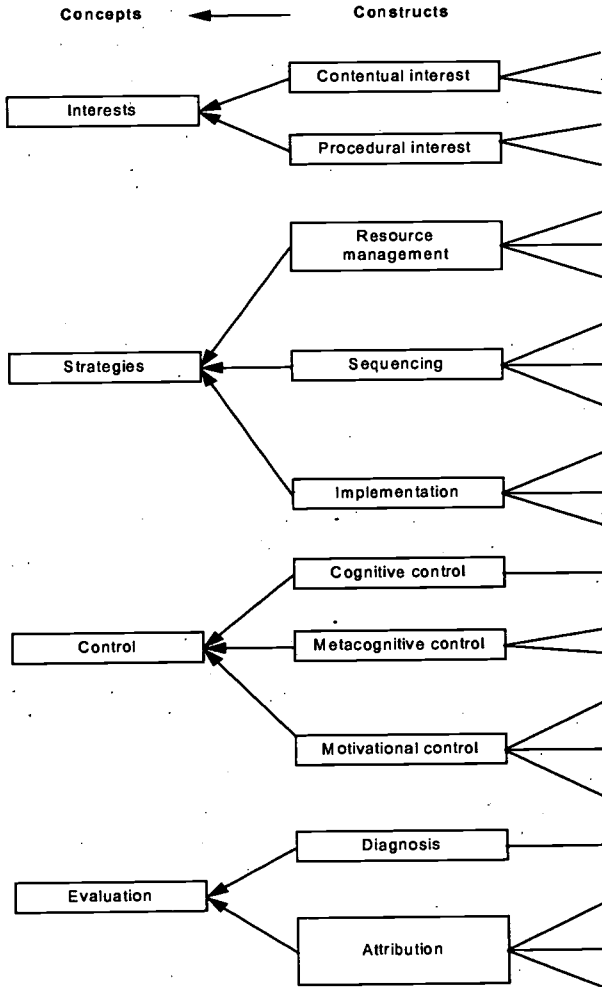 Concepts Constructs
Contentual interest
Interests
Procedural interest
Resource
management
Strategies
Sequencing
Implementation
Cognitive control
Control
Metacognitive control
Motivational control
Diagnosis
Evaluation
Attribution